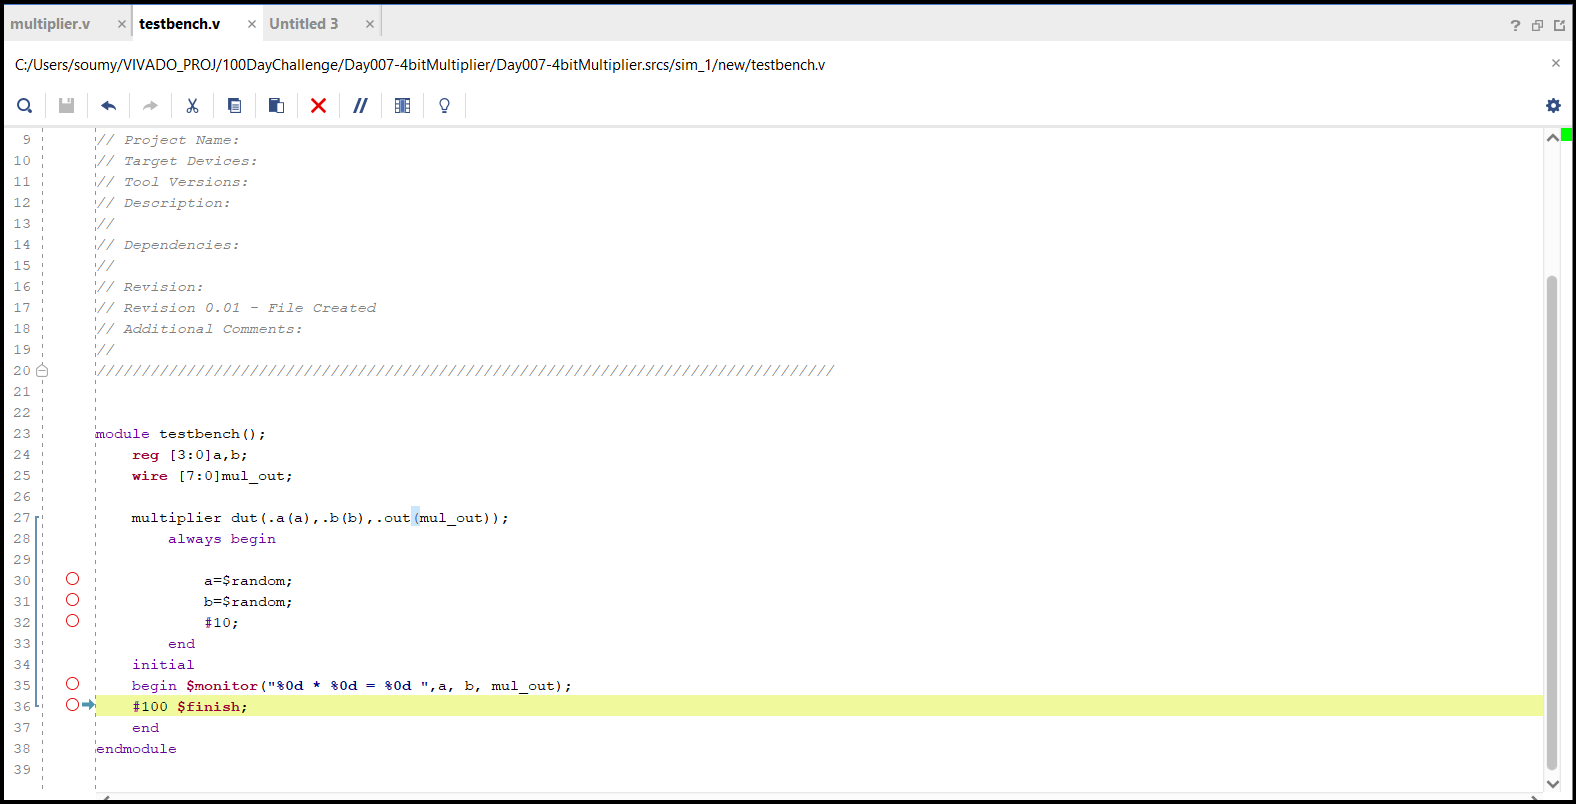 multiplier.v × testbench.v × Untitled 3 ×
C:/Users/soumy/VIVADO_PROJ/100DayChallenge/Day007-4bitMultiplier/Day007-4bitMultiplier.srcs/sim_1/new/testbench.v
9 // Project Name:
10 // Target Devices:
11 // Tool Versions:
12 // Description:
13 //
14 // Dependencies:
15 //
16 // Revision:
17 // Revision 0.01 - File Created
18 // Additional Comments:
19 //
20 //////////////////////////////////////////////////////////////////////////////////
21
22
23 module testbench();
24     reg [3:0]a,b;
25     wire [7:0]mul_out;
26
27     multiplier dut(.a(a),.b(b),.out(mul_out));
28         always begin
29
30             a=$random;
31             b=$random;
32             #10;
33         end
34     initial
35     begin $monitor("%0d * %0d = %0d ",a, b, mul_out);
36     #100 $finish;
37     end
38 endmodule
39